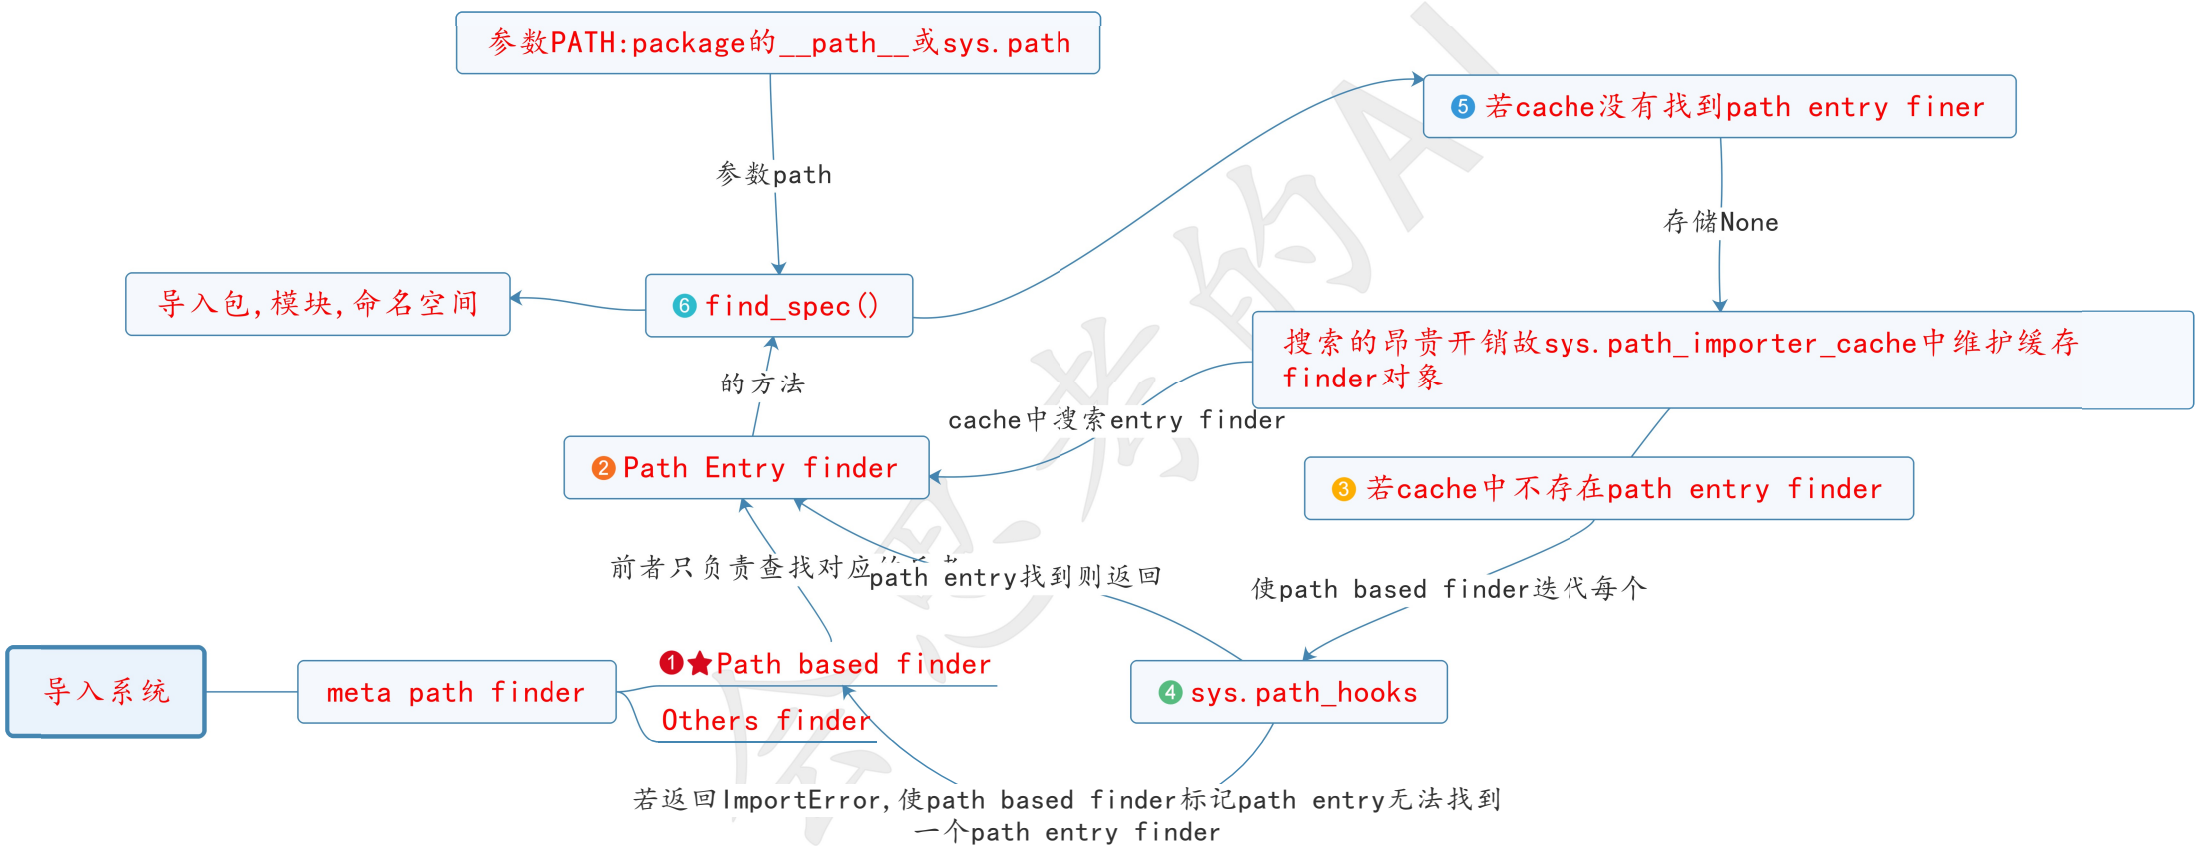 参数PATH:package的__path__或sys.path
❺ 若cache没有找到path entry finer
参数path
存储None
导入包,模块,命名空间
❻ find_spec()
搜索的昂贵开销故sys.path_importer_cache中维护缓存
finder对象
的方法
cache中搜索entry finder
❷ Path Entry finder
❸ 若cache中不存在path entry finder
前者只负责查找对应
path entry找到则返回
使path based finder迭代每个
❶★Path based finder
导入系统
meta path finder
❹ sys.path_hooks
Others finder
若返回ImportError,使path based finder标记path entry无法找到
一个path entry finder
会思考的AI